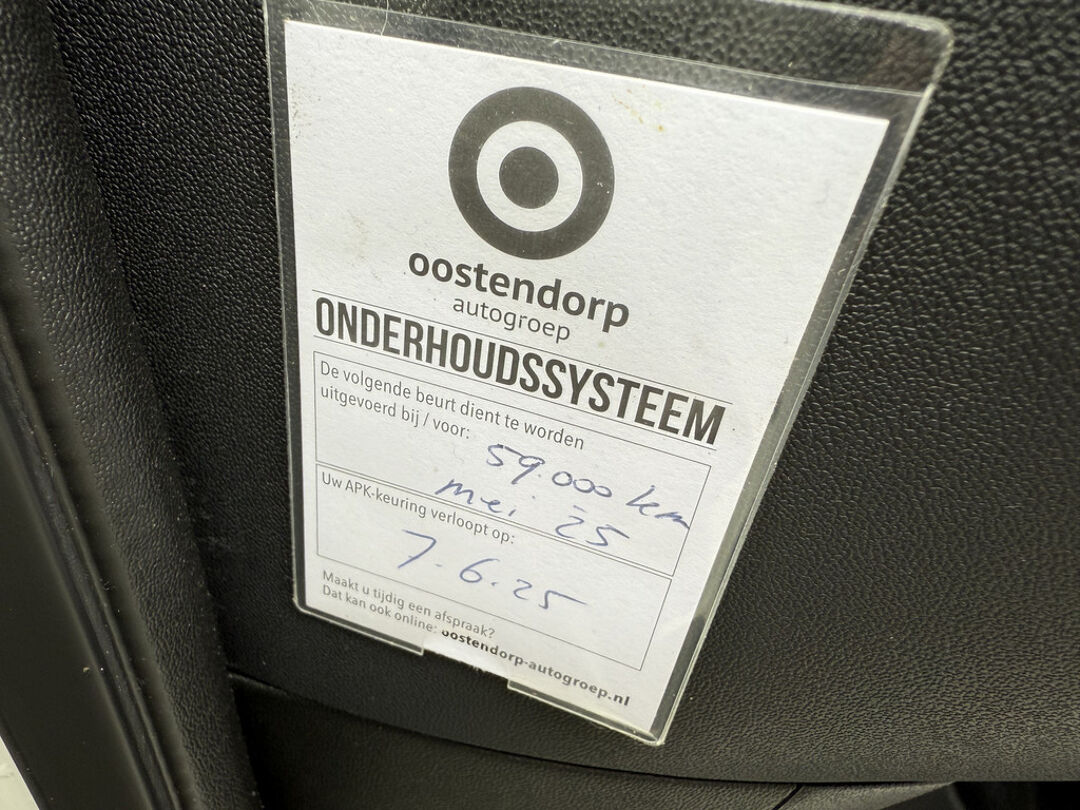 oostendorp
autogroep
ONDERHOUDSSYSTEEM
De volgende beurt dient te worden
uitgevoerd bij / voor:
59.000 km
mei 25
Uw APK-keuring verloopt op:
7.6.25
Maakt u tijdig een afspraak?
Dat kan ook online: oostendorp-autogroep.nl